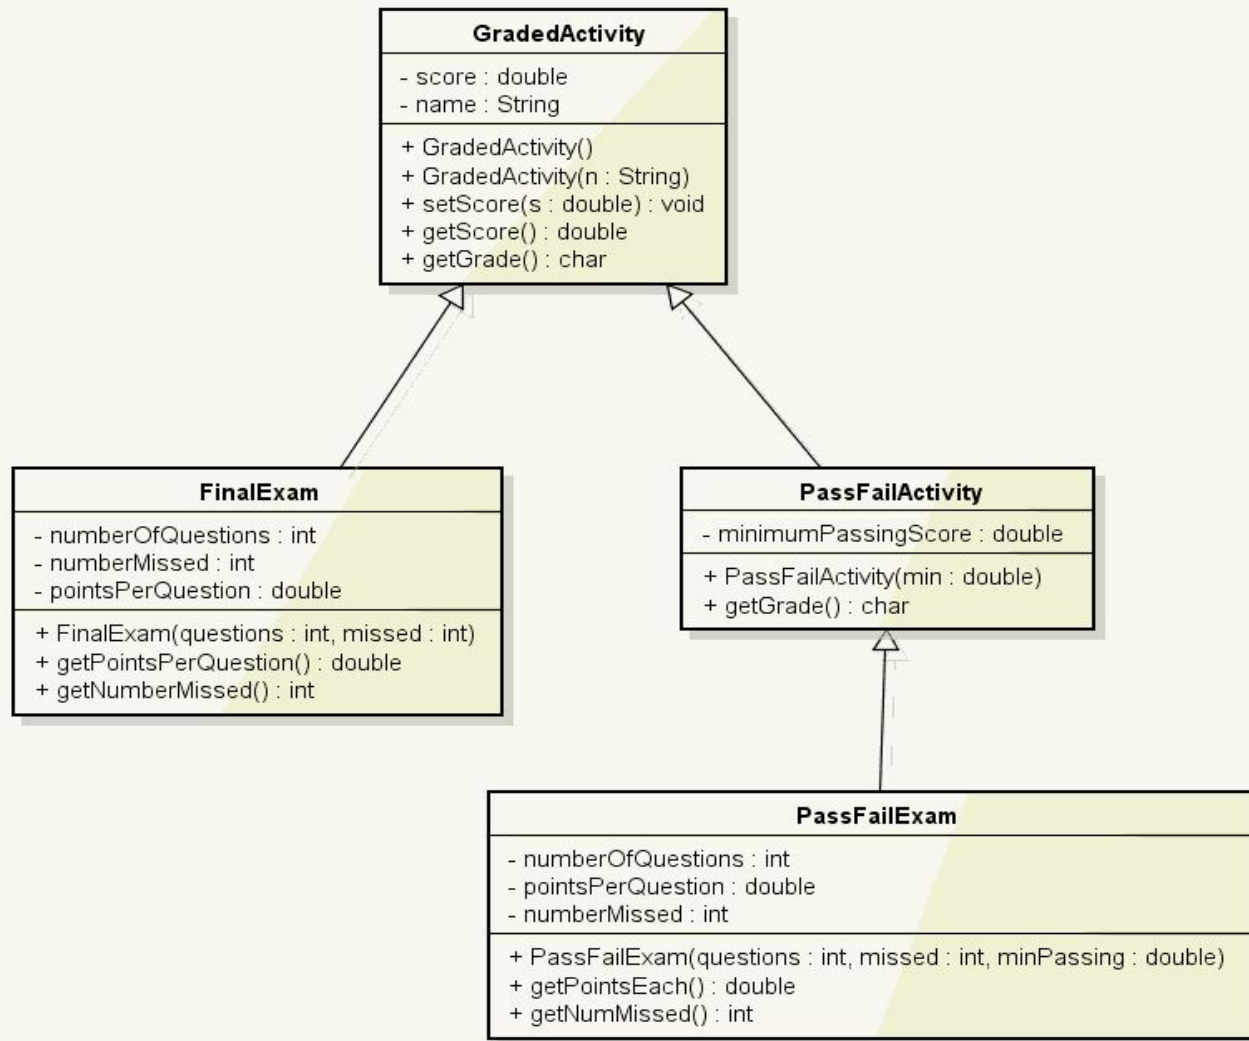 GradedActivity
- score : double
- name : String
+ GradedActivity()
+ GradedActivity(n : String)
+ setScore(s : double) : void
+ getScore() : double
+ getGrade() : char
FinalExam
- numberOfQuestions : int
- numberMissed : int
- pointsPerQuestion : double
+ FinalExam(questions : int, missed : int)
+ getPointsPerQuestion() : double
+ getNumberMissed() : int
PassFailActivity
- minimumPassingScore : double
+ PassFailActivity(min : double)
+ getGrade() : char
PassFailExam
- numberOfQuestions : int
- pointsPerQuestion : double
- numberMissed : int
+ PassFailExam(questions : int, missed : int, minPassing : double)
+ getPointsEach() : double
+ getNumMissed() : int